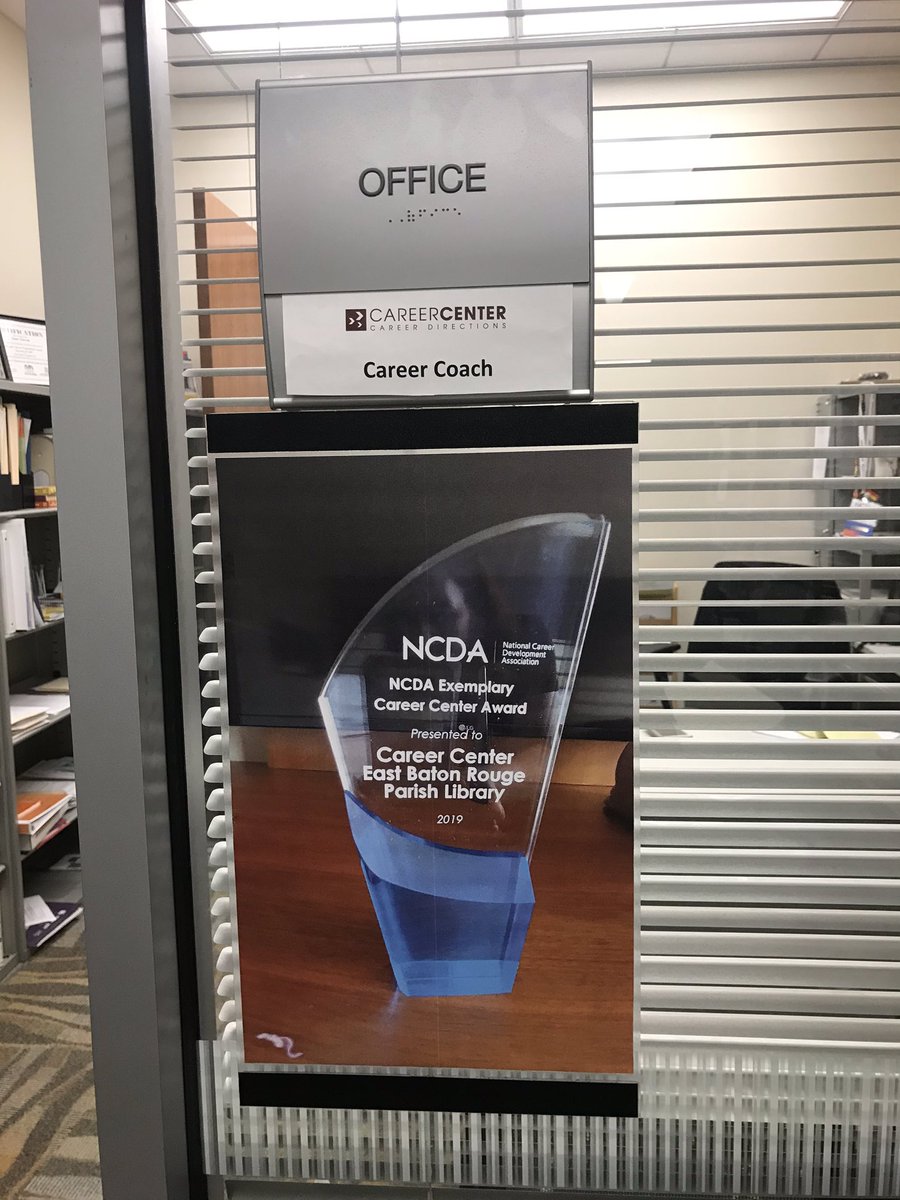 OFFICE
CAREERCENTER
CAREER DIRECTIONS
Career Coach
NCDA
National Career
Development
Association
NCDA Exemplary
Career Center Award
Presented to
Career Center
East Baton Rouge
Parish Library
2019